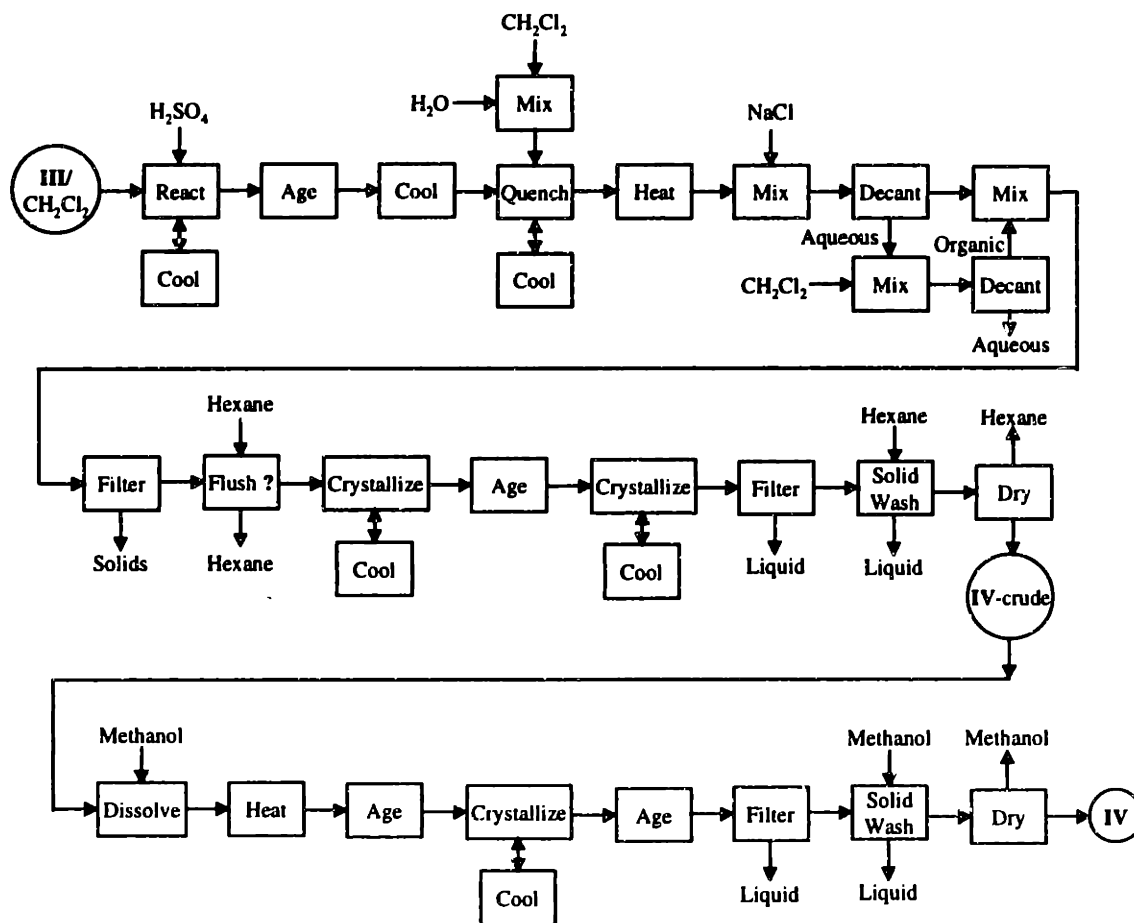 CH₂Cl₂
H₂O
Mix
H₂SO₄
NaCl
III/
CH₂Cl₂
React
Age
Cool
Quench
Heat
Mix
Decant
Mix
Aqueous
Organic
Cool
Cool
CH₂Cl₂
Mix
Decant
Aqueous
Hexane
Hexane
Hexane
Filter
Flush ?
Crystallize
Age
Crystallize
Filter
Solid
Wash
Dry
Solids
Hexane
Cool
Cool
Liquid
Liquid
IV-crude
Methanol
Methanol
Methanol
Dissolve
Heat
Age
Crystallize
Age
Filter
Solid
Wash
Dry
IV
Cool
Liquid
Liquid